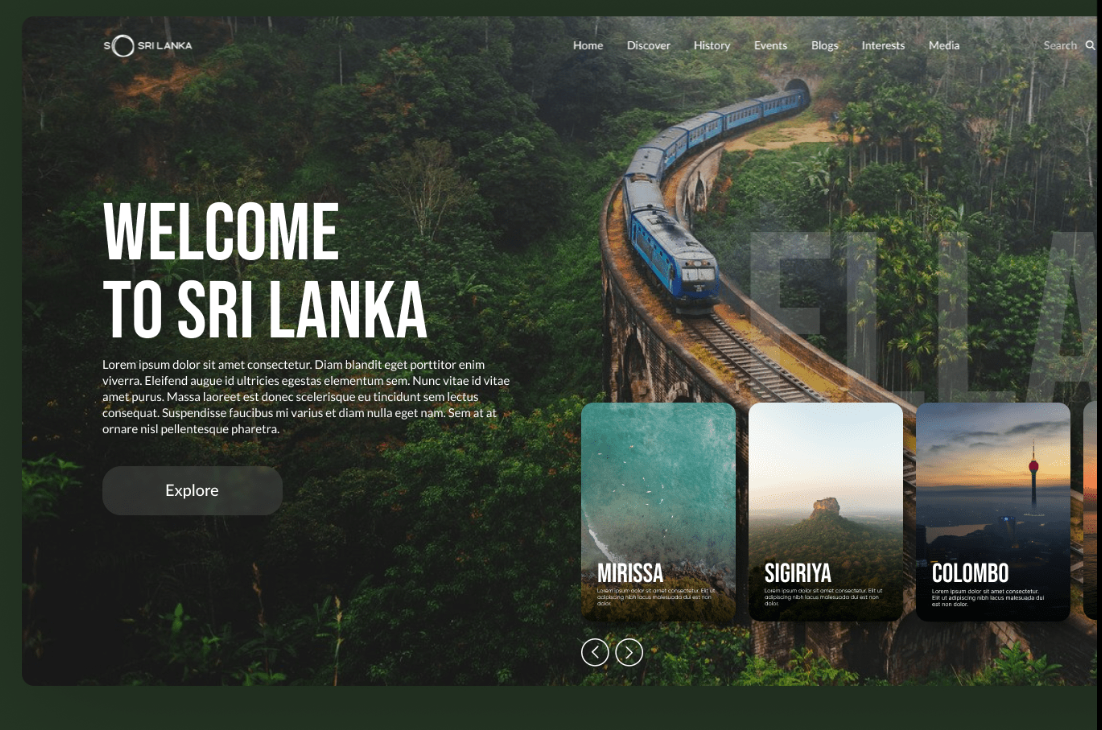 SO SRI LANKA
Home Discover History Events Blogs Interests Media
Search
WELCOME
TO SRI LANKA
Lorem ipsum dolor sit amet consectetur. Diam blandit eget porttitor enim
viverra. Eleifend augue id ultricies egestas elementum sem. Nunc vitae id vitae
amet purus. Massa laoreet est donec scelerisque eu tincidunt sem lectus
consequat. Suspendisse faucibus mi varius et diam nulla eget nam. Sem at at
ornare nisl pellentesque pharetra.
Explore
ELLA
MIRISSA
Lorem ipsum dolor sit amet consectetur. Elit ut
adipiscing nibh lacus malesuada dui non
dolor.
SIGIRIYA
Lorem ipsum dolor sit amet consectetur. Elit ut
adipiscing nibh lacus malesuada dui non
dolor.
COLOMBO
Lorem ipsum dolor sit amet consectetur.
Elit ut adipiscing nibh lacus malesuada dui
est non dolor.